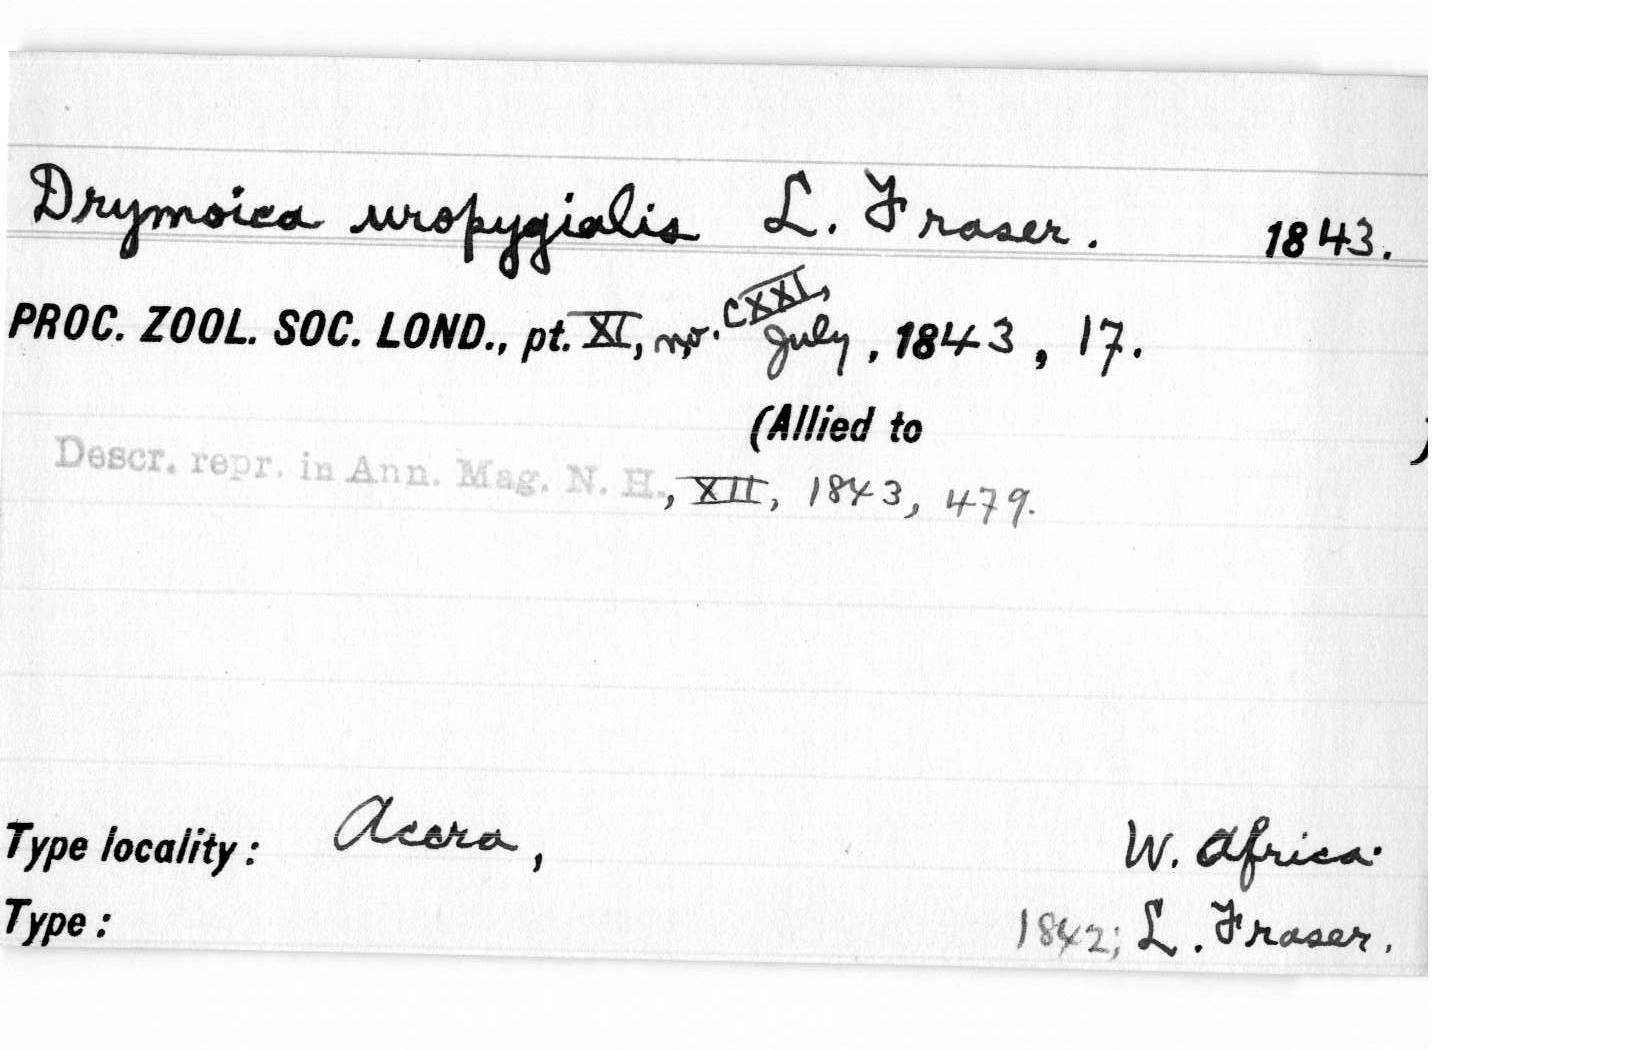 Drymoica uropygialis L. Fraser. 1843.
PROC. ZOOL. SOC. LOND., pt. XI, no. CXXI, July, 1843, 17.
(Allied to )
Descr. repr. in Ann. Mag. N. H., XII, 1843, 479.
Type locality: Accra, W. Africa.
Type: 1842; L. Fraser.